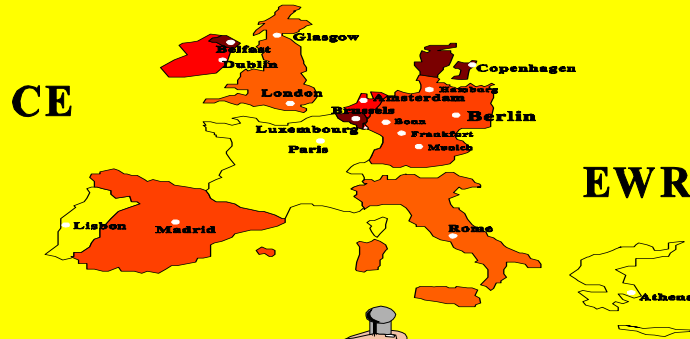 Glasgow
Belfast
Dublin
Copenhagen
CE
London
Hamburg
Amsterdam
Brussels
Berlin
Luxembourg
Bonn
Frankfurt
Paris
Munich
EWR
Lisbon
Madrid
Rome
Athens